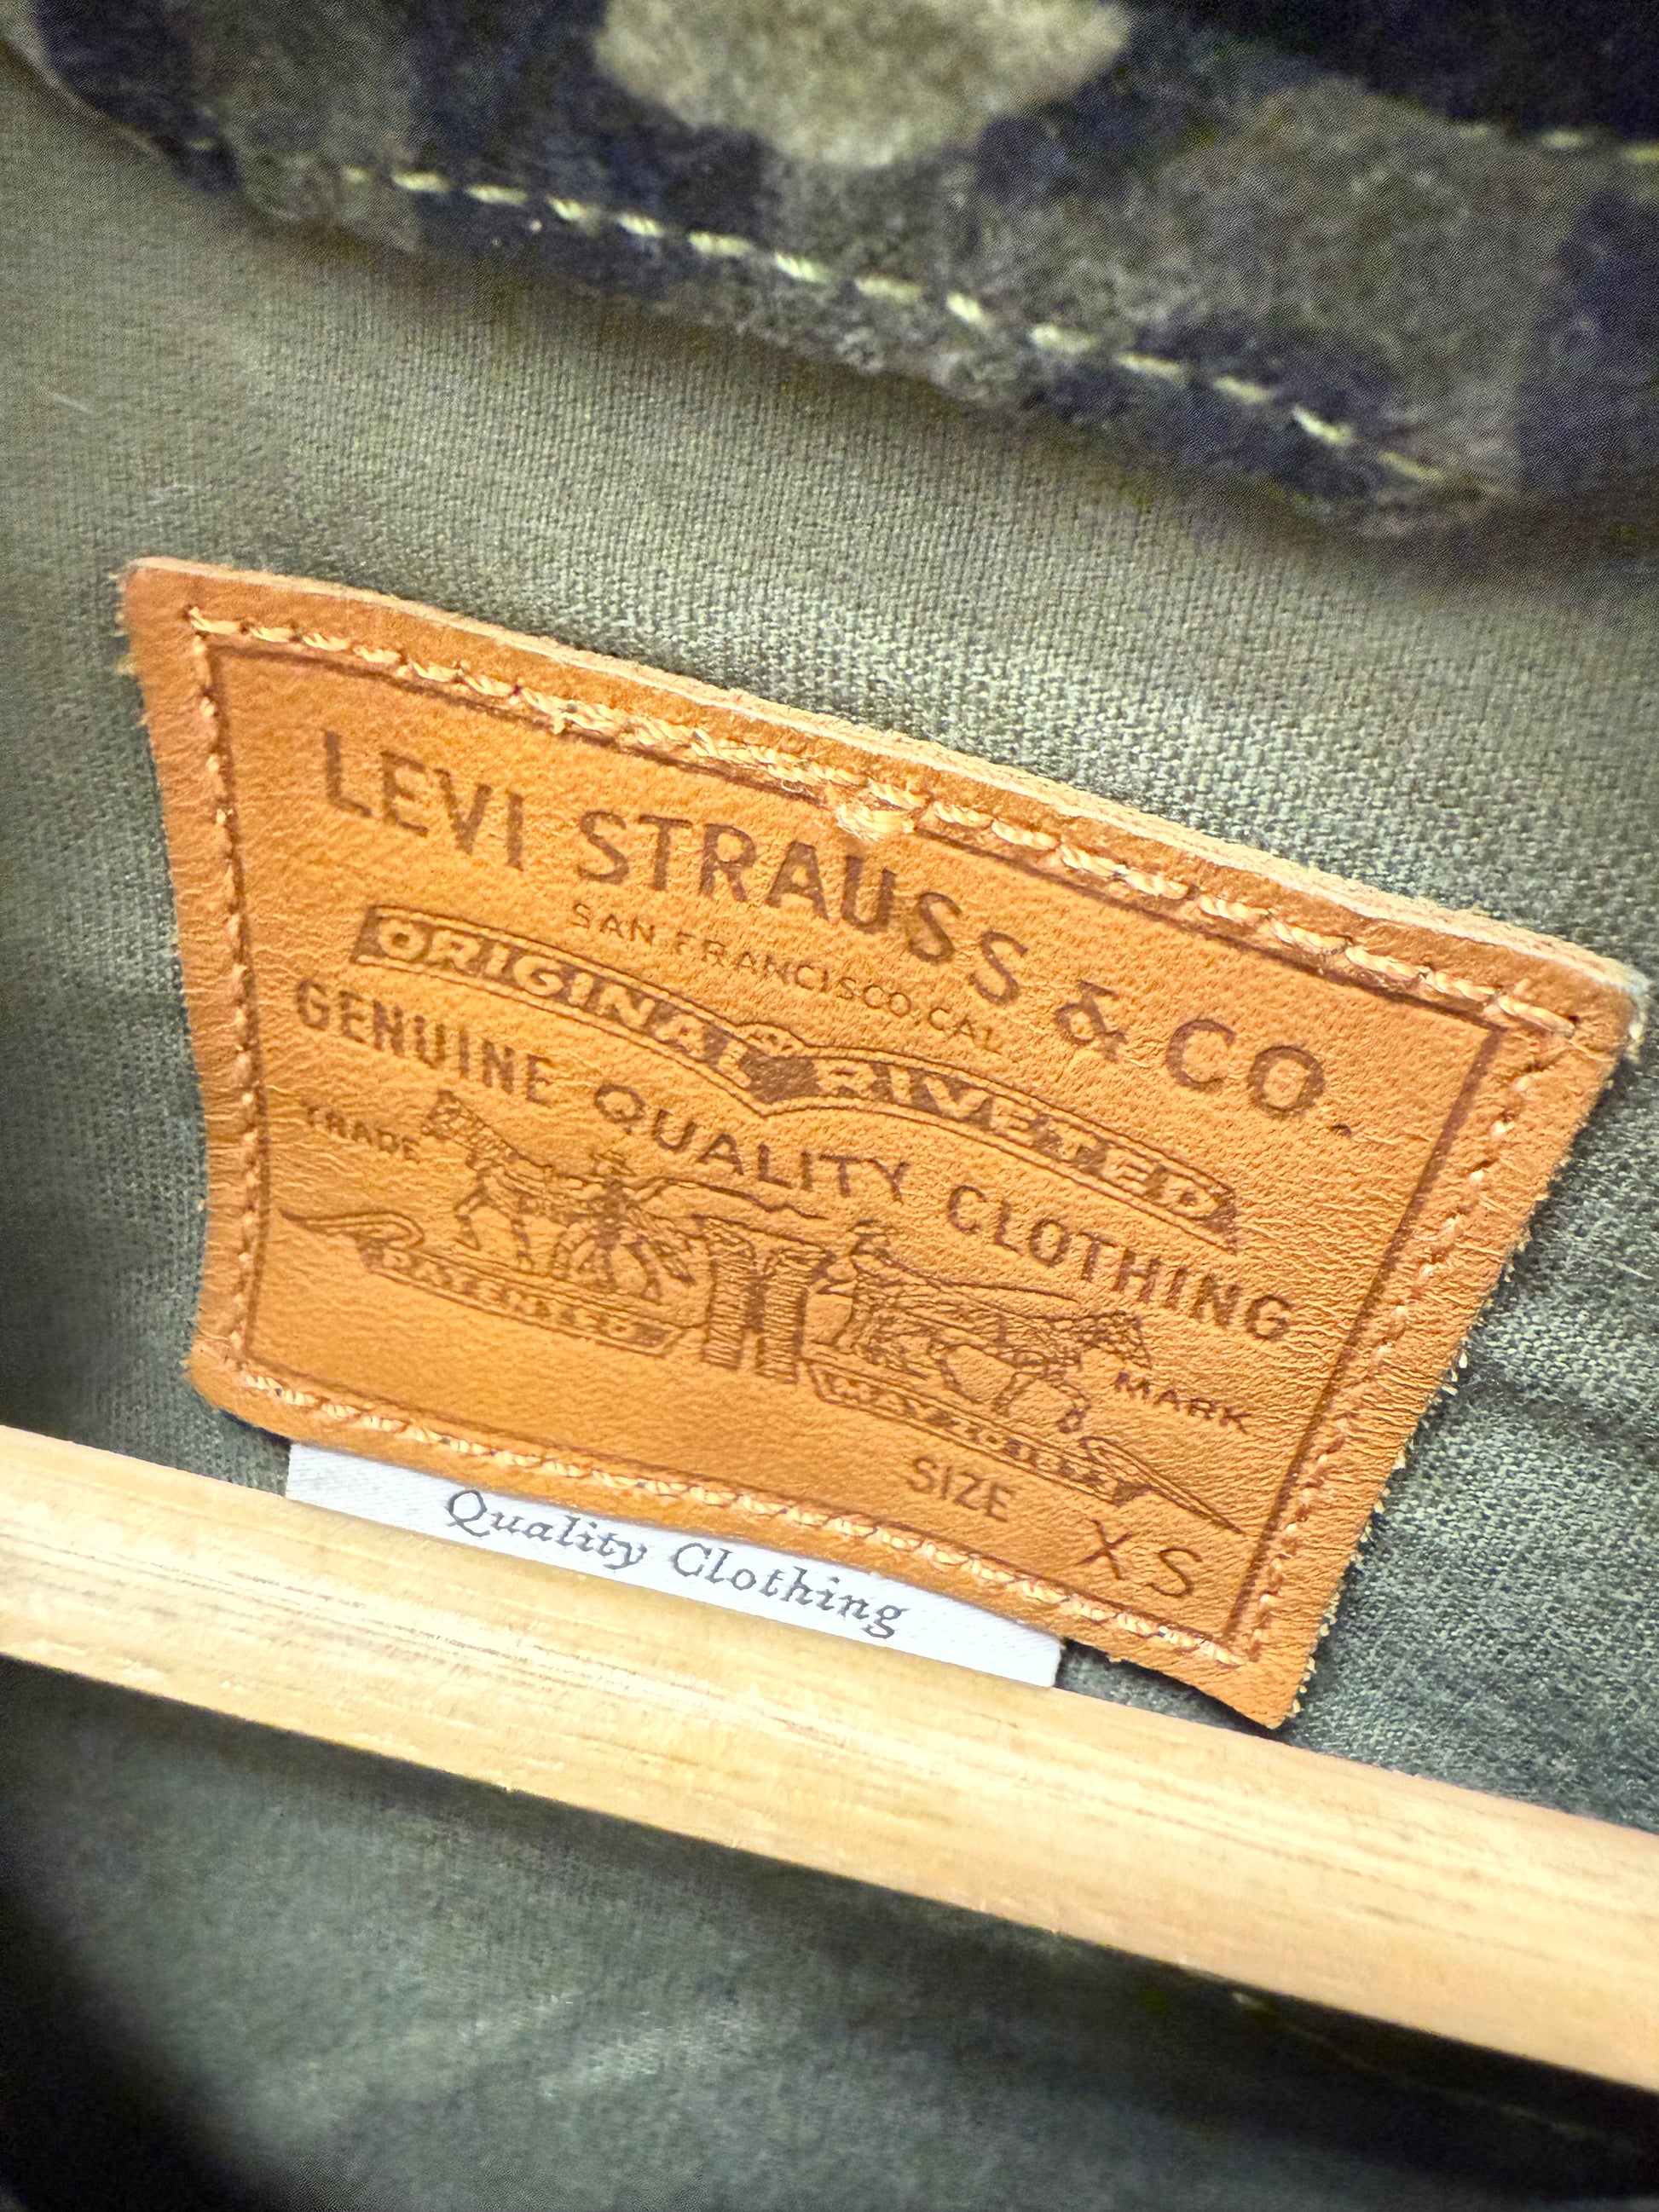 LEVI STRAUSS & CO.
SAN FRANCISCO, CAL.
ORIGINAL RIVETED
GENUINE QUALITY CLOTHING
TRADE MARK
SIZE XS
Quality Clothing